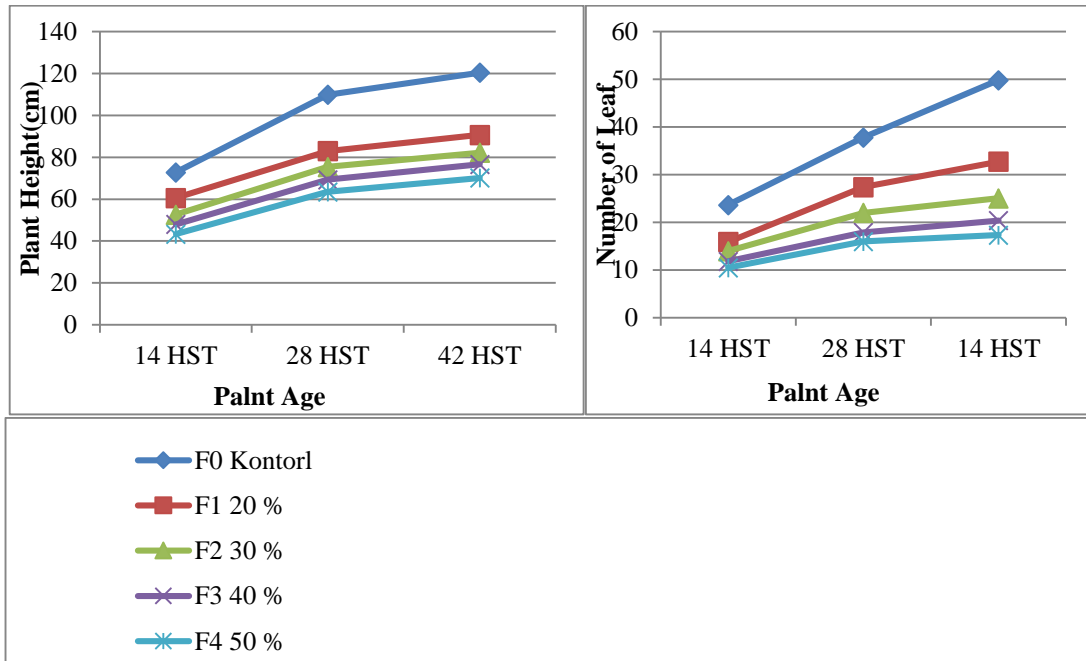 140
120
100
80
60
40
20
0
Plant Height(cm)
14 HST 28 HST 42 HST
Palnt Age
60
50
40
30
20
10
0
Number of Leaf
14 HST 28 HST 14 HST
Palnt Age
F0 Kontorl
F1 20 %
F2 30 %
F3 40 %
F4 50 %